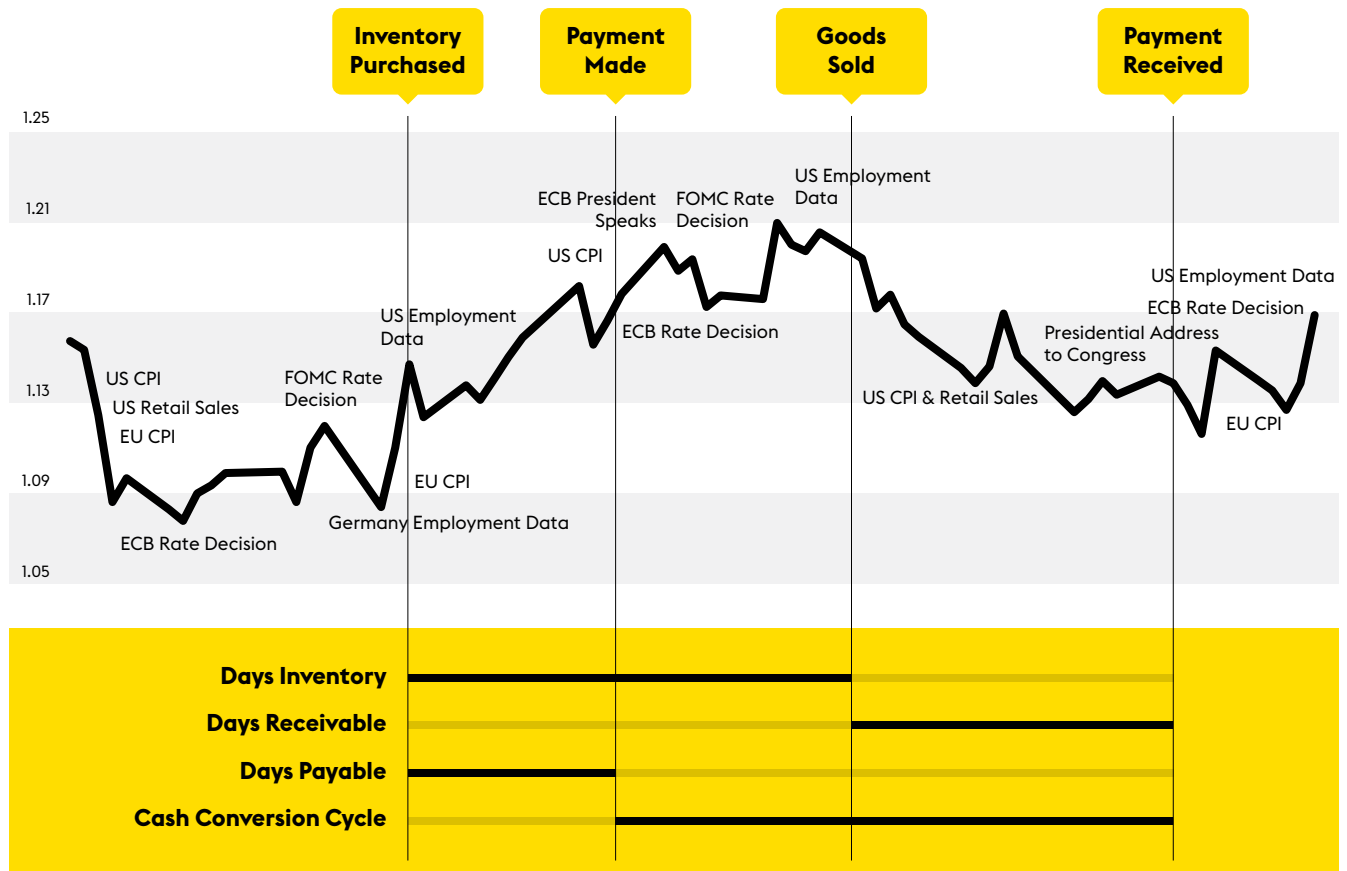 Inventory
Purchased
Payment
Made
Goods
Sold
Payment
Received
1.25
1.21
1.17
1.13
1.09
1.05
US CPI
US Retail Sales
EU CPI
ECB Rate Decision
FOMC Rate
Decision
US Employment
Data
EU CPI
Germany Employment Data
US CPI
ECB President
Speaks
FOMC Rate
Decision
ECB Rate Decision
US Employment
Data
US CPI & Retail Sales
Presidential Address
to Congress
US Employment Data
ECB Rate Decision
EU CPI
Days Inventory
Days Receivable
Days Payable
Cash Conversion Cycle